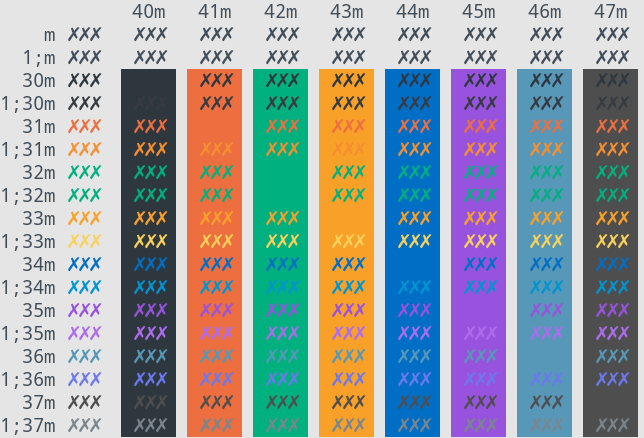 40m 41m 42m 43m 44m 45m 46m 47m
m ✗✗✗ ✗✗✗ ✗✗✗ ✗✗✗ ✗✗✗ ✗✗✗ ✗✗✗ ✗✗✗ ✗✗✗
1;m ✗✗✗ ✗✗✗ ✗✗✗ ✗✗✗ ✗✗✗ ✗✗✗ ✗✗✗ ✗✗✗ ✗✗✗
30m ✗✗✗ ✗✗✗ ✗✗✗ ✗✗✗ ✗✗✗ ✗✗✗ ✗✗✗ ✗✗✗
1;30m ✗✗✗ ✗✗✗ ✗✗✗ ✗✗✗ ✗✗✗ ✗✗✗ ✗✗✗ ✗✗✗ ✗✗✗
31m ✗✗✗ ✗✗✗ ✗✗✗ ✗✗✗ ✗✗✗ ✗✗✗ ✗✗✗ ✗✗✗
1;31m ✗✗✗ ✗✗✗ ✗✗✗ ✗✗✗ ✗✗✗ ✗✗✗ ✗✗✗ ✗✗✗ ✗✗✗
32m ✗✗✗ ✗✗✗ ✗✗✗ ✗✗✗ ✗✗✗ ✗✗✗ ✗✗✗ ✗✗✗
1;32m ✗✗✗ ✗✗✗ ✗✗✗ ✗✗✗ ✗✗✗ ✗✗✗ ✗✗✗ ✗✗✗
33m ✗✗✗ ✗✗✗ ✗✗✗ ✗✗✗ ✗✗✗ ✗✗✗ ✗✗✗ ✗✗✗
1;33m ✗✗✗ ✗✗✗ ✗✗✗ ✗✗✗ ✗✗✗ ✗✗✗ ✗✗✗ ✗✗✗ ✗✗✗
34m ✗✗✗ ✗✗✗ ✗✗✗ ✗✗✗ ✗✗✗ ✗✗✗ ✗✗✗ ✗✗✗
1;34m ✗✗✗ ✗✗✗ ✗✗✗ ✗✗✗ ✗✗✗ ✗✗✗ ✗✗✗ ✗✗✗ ✗✗✗
35m ✗✗✗ ✗✗✗ ✗✗✗ ✗✗✗ ✗✗✗ ✗✗✗ ✗✗✗ ✗✗✗
1;35m ✗✗✗ ✗✗✗ ✗✗✗ ✗✗✗ ✗✗✗ ✗✗✗ ✗✗✗ ✗✗✗ ✗✗✗
36m ✗✗✗ ✗✗✗ ✗✗✗ ✗✗✗ ✗✗✗ ✗✗✗ ✗✗✗ ✗✗✗
1;36m ✗✗✗ ✗✗✗ ✗✗✗ ✗✗✗ ✗✗✗ ✗✗✗ ✗✗✗ ✗✗✗ ✗✗✗
37m ✗✗✗ ✗✗✗ ✗✗✗ ✗✗✗ ✗✗✗ ✗✗✗ ✗✗✗ ✗✗✗
1;37m ✗✗✗ ✗✗✗ ✗✗✗ ✗✗✗ ✗✗✗ ✗✗✗ ✗✗✗ ✗✗✗ ✗✗✗